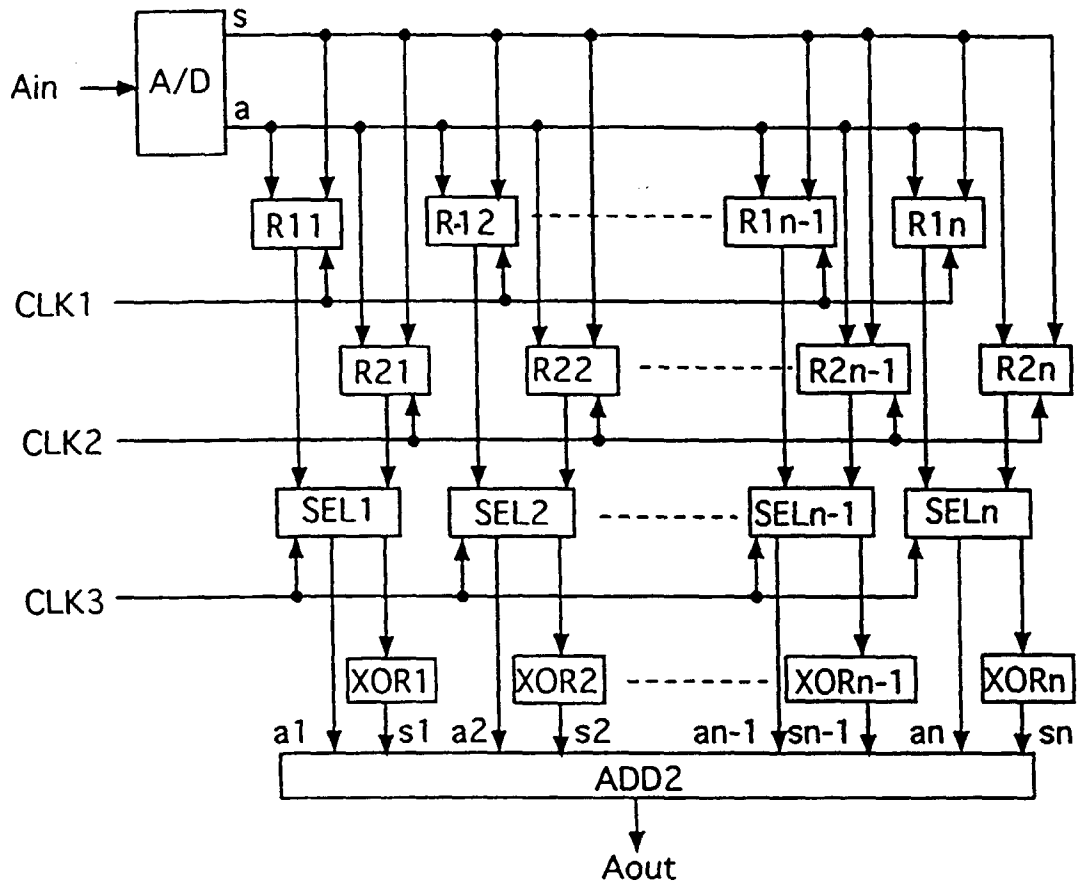 s
Ain A/D
a
R11 R-12 R1n-1 R1n
CLK1
R21 R22 R2n-1 R2n
CLK2
SEL1 SEL2 SELn-1 SELn
CLK3
XOR1 XOR2 XORn-1 XORn
a1 s1 a2 s2 an-1 sn-1 an sn
ADD2
Aout